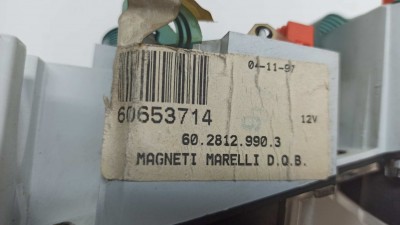 04-11-97
60653714
12V
60.2812.990.3
MAGNETI MARELLI D.Q.B.